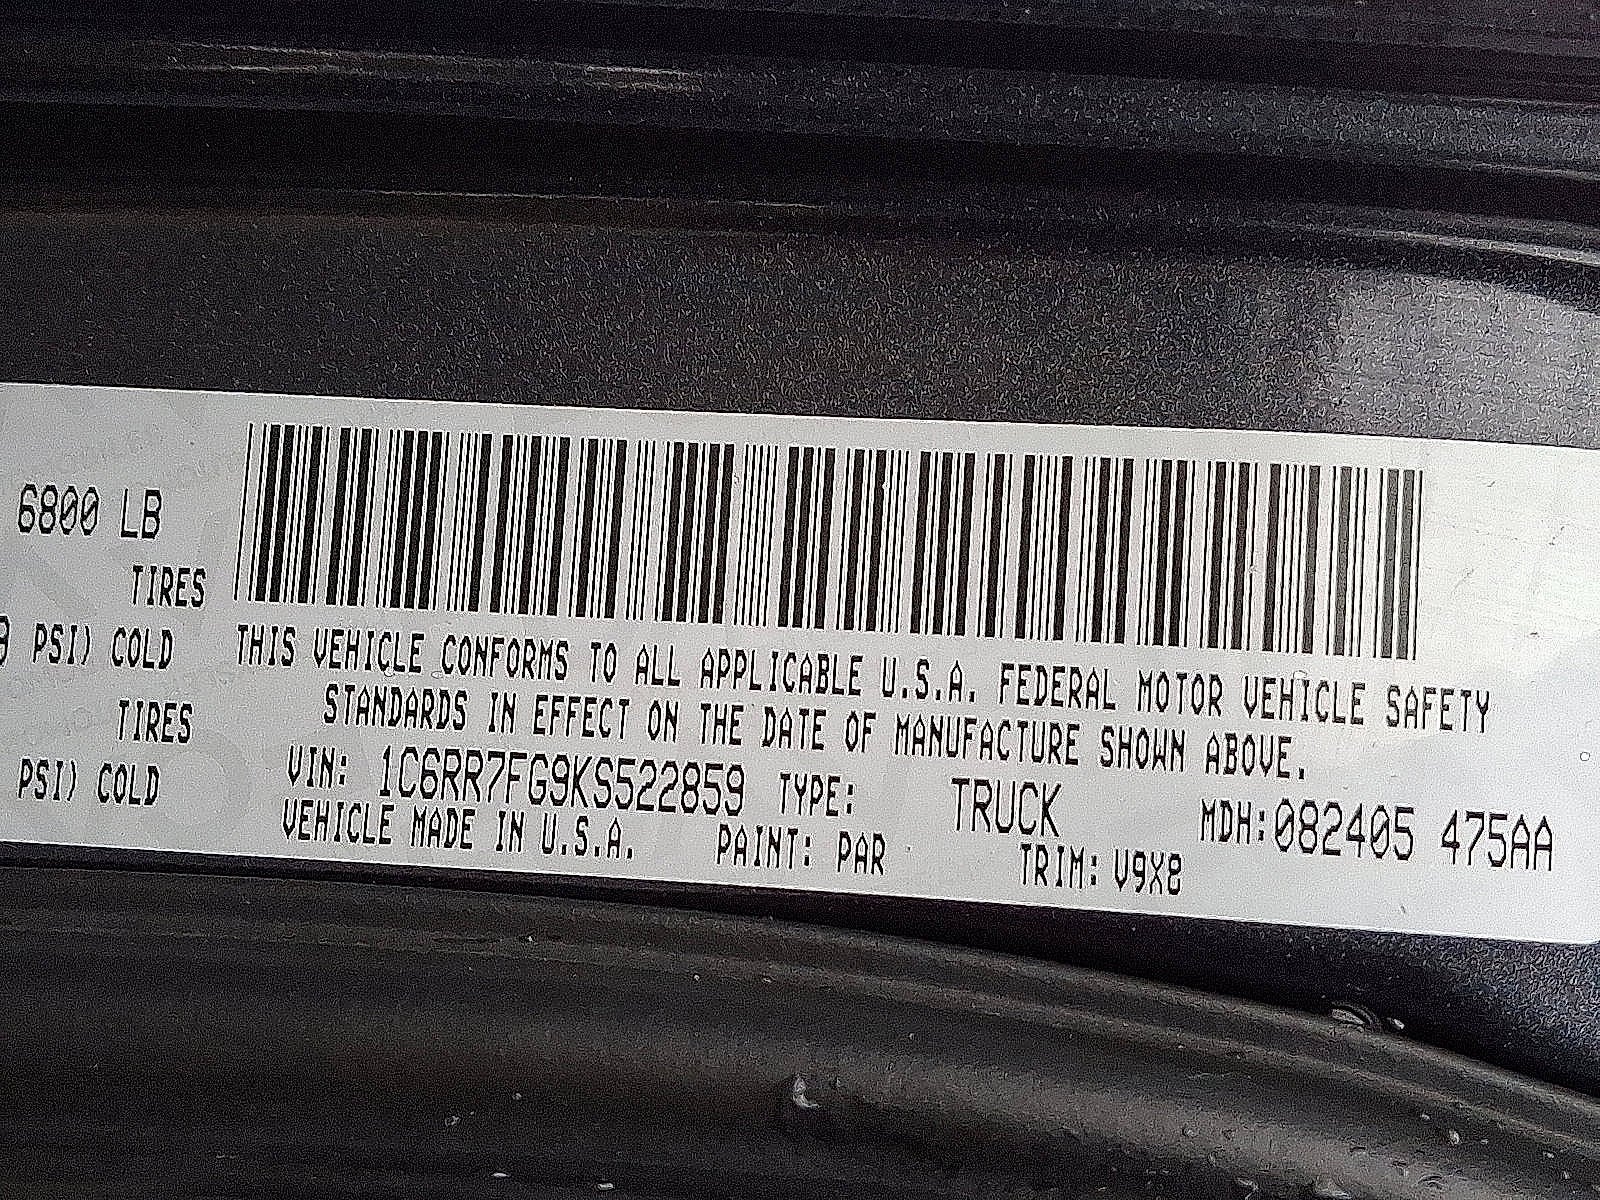 6800 LB
TIRES
PSI) COLD
TIRES
PSI) COLD
THIS VEHICLE CONFORMS TO ALL APPLICABLE U.S.A. FEDERAL MOTOR VEHICLE SAFETY
STANDARDS IN EFFECT ON THE DATE OF MANUFACTURE SHOWN ABOVE.
VIN: 1C6RR7FG9KS522859 TYPE: TRUCK MDH:082405 475AA
VEHICLE MADE IN U.S.A. PAINT: PAR TRIM: V9X8